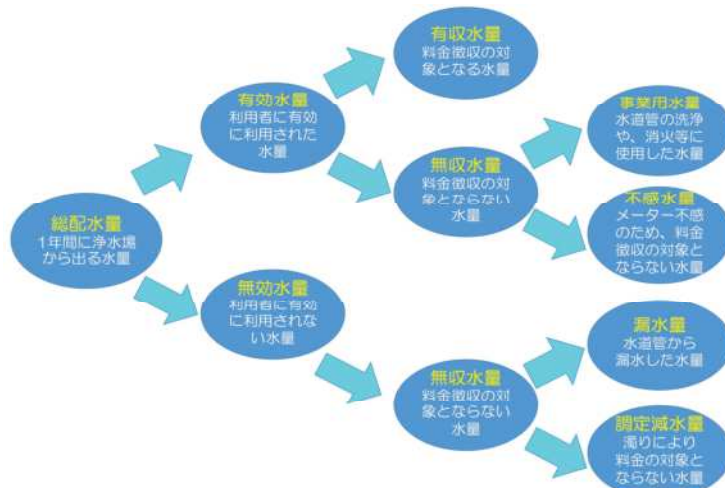 有収水量
料金徴収の対
象となる水量
有効水量
利用者に有効
に利用された
水量
事業用水量
水道管の洗浄
や、消火等に
使用した水量
無収水量
料金徴収の対
象とならない
水量
不感水量
メーター不感
のため、料金
徴収の対象と
ならない水量
総配水量
1年間に浄水場
から出る水量
無効水量
利用者に有効
に利用されな
い水量
漏水量
水道管から
漏水した水量
無収水量
料金徴収の対
象とならない
水量
調定減水量
濁りにより
料金の対象と
ならない水量